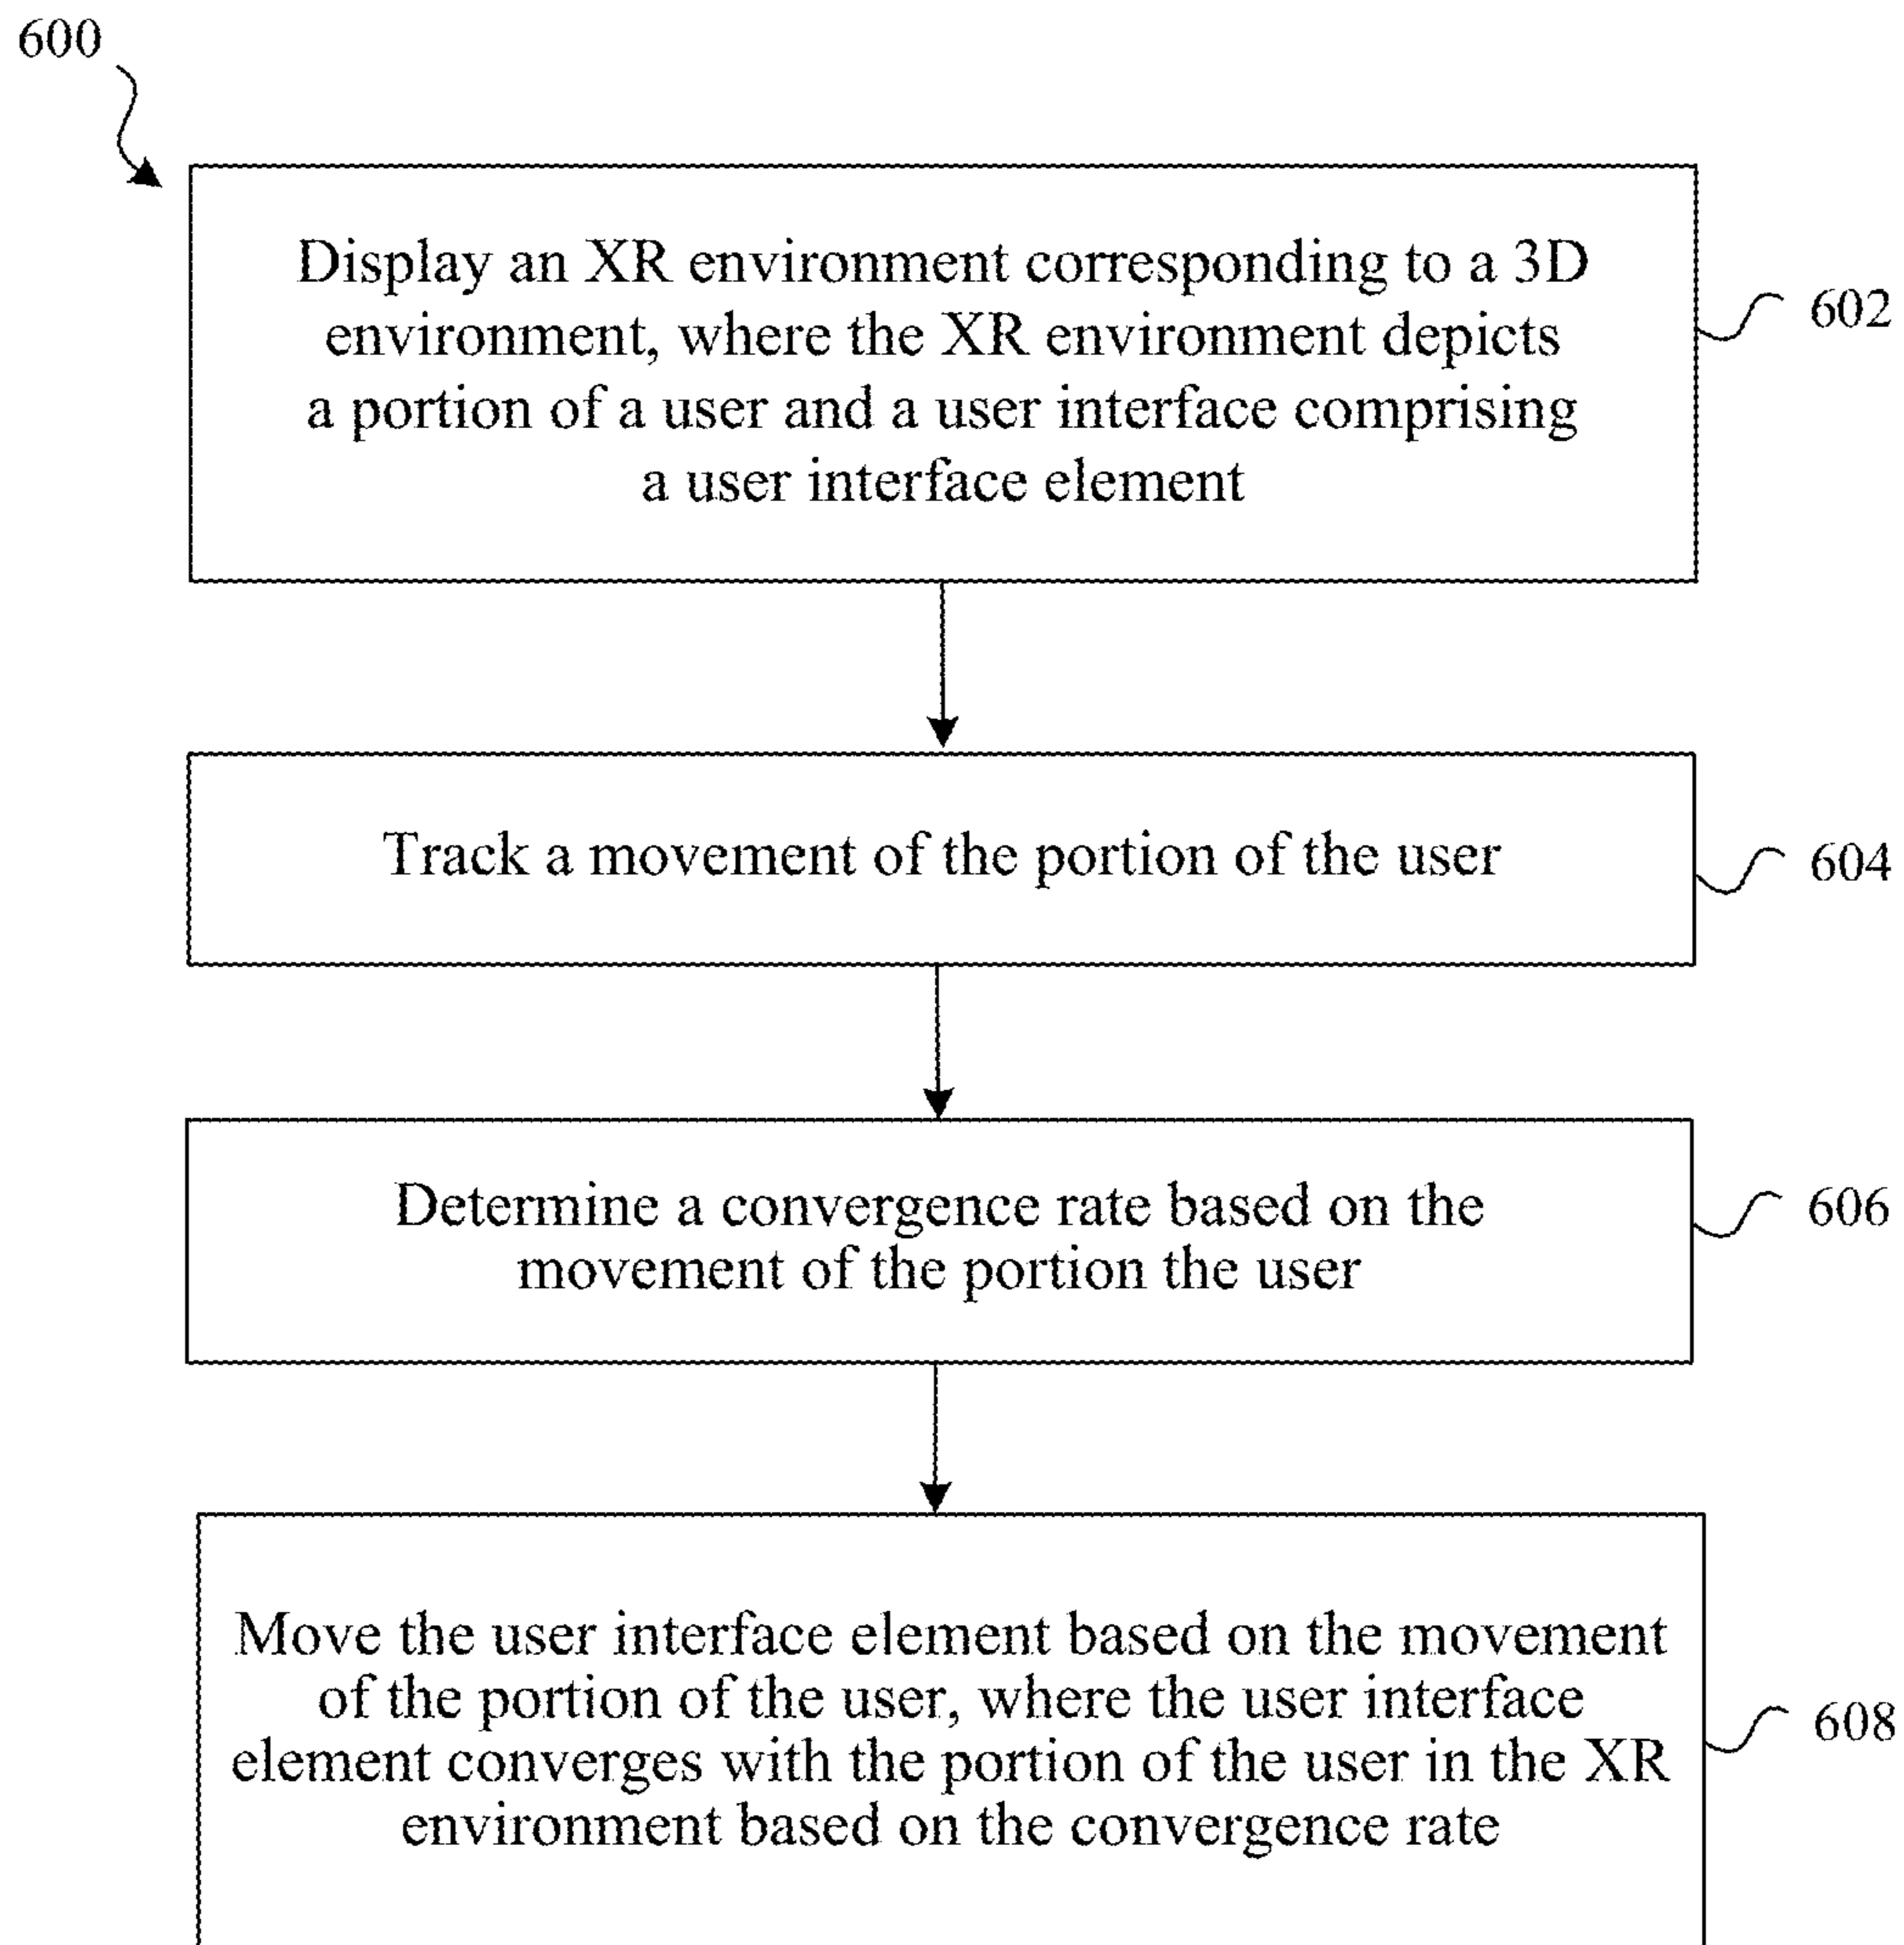 600
Display an XR environment corresponding to a 3D
environment, where the XR environment depicts
a portion of a user and a user interface comprising
a user interface element
602
Track a movement of the portion of the user
604
Determine a convergence rate based on the
movement of the portion the user
606
Move the user interface element based on the movement
of the portion of the user, where the user interface
element converges with the portion of the user in the XR
environment based on the convergence rate
608